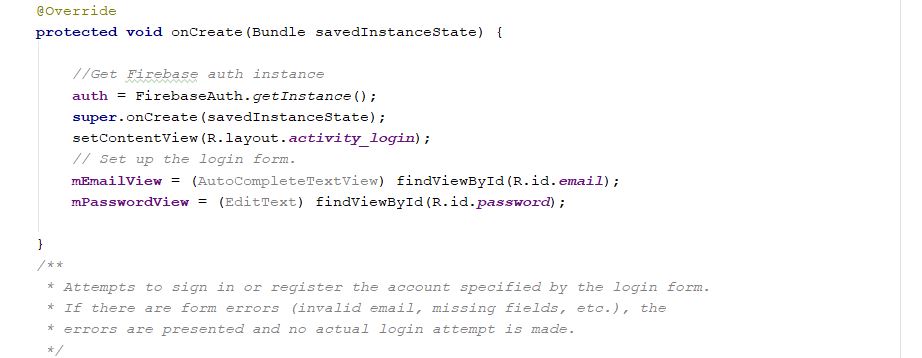 @Override
protected void onCreate(Bundle savedInstanceState) {
//Get Firebase auth instance
auth = FirebaseAuth.getInstance();
super.onCreate(savedInstanceState);
setContentView(R.layout.activity_login);
// Set up the login form.
mEmailView = (AutoCompleteTextView) findViewById(R.id.email);
mPasswordView = (EditText) findViewById(R.id.password);
}
/**
* Attempts to sign in or register the account specified by the login form.
* If there are form errors (invalid email, missing fields, etc.), the
* errors are presented and no actual login attempt is made.
*/